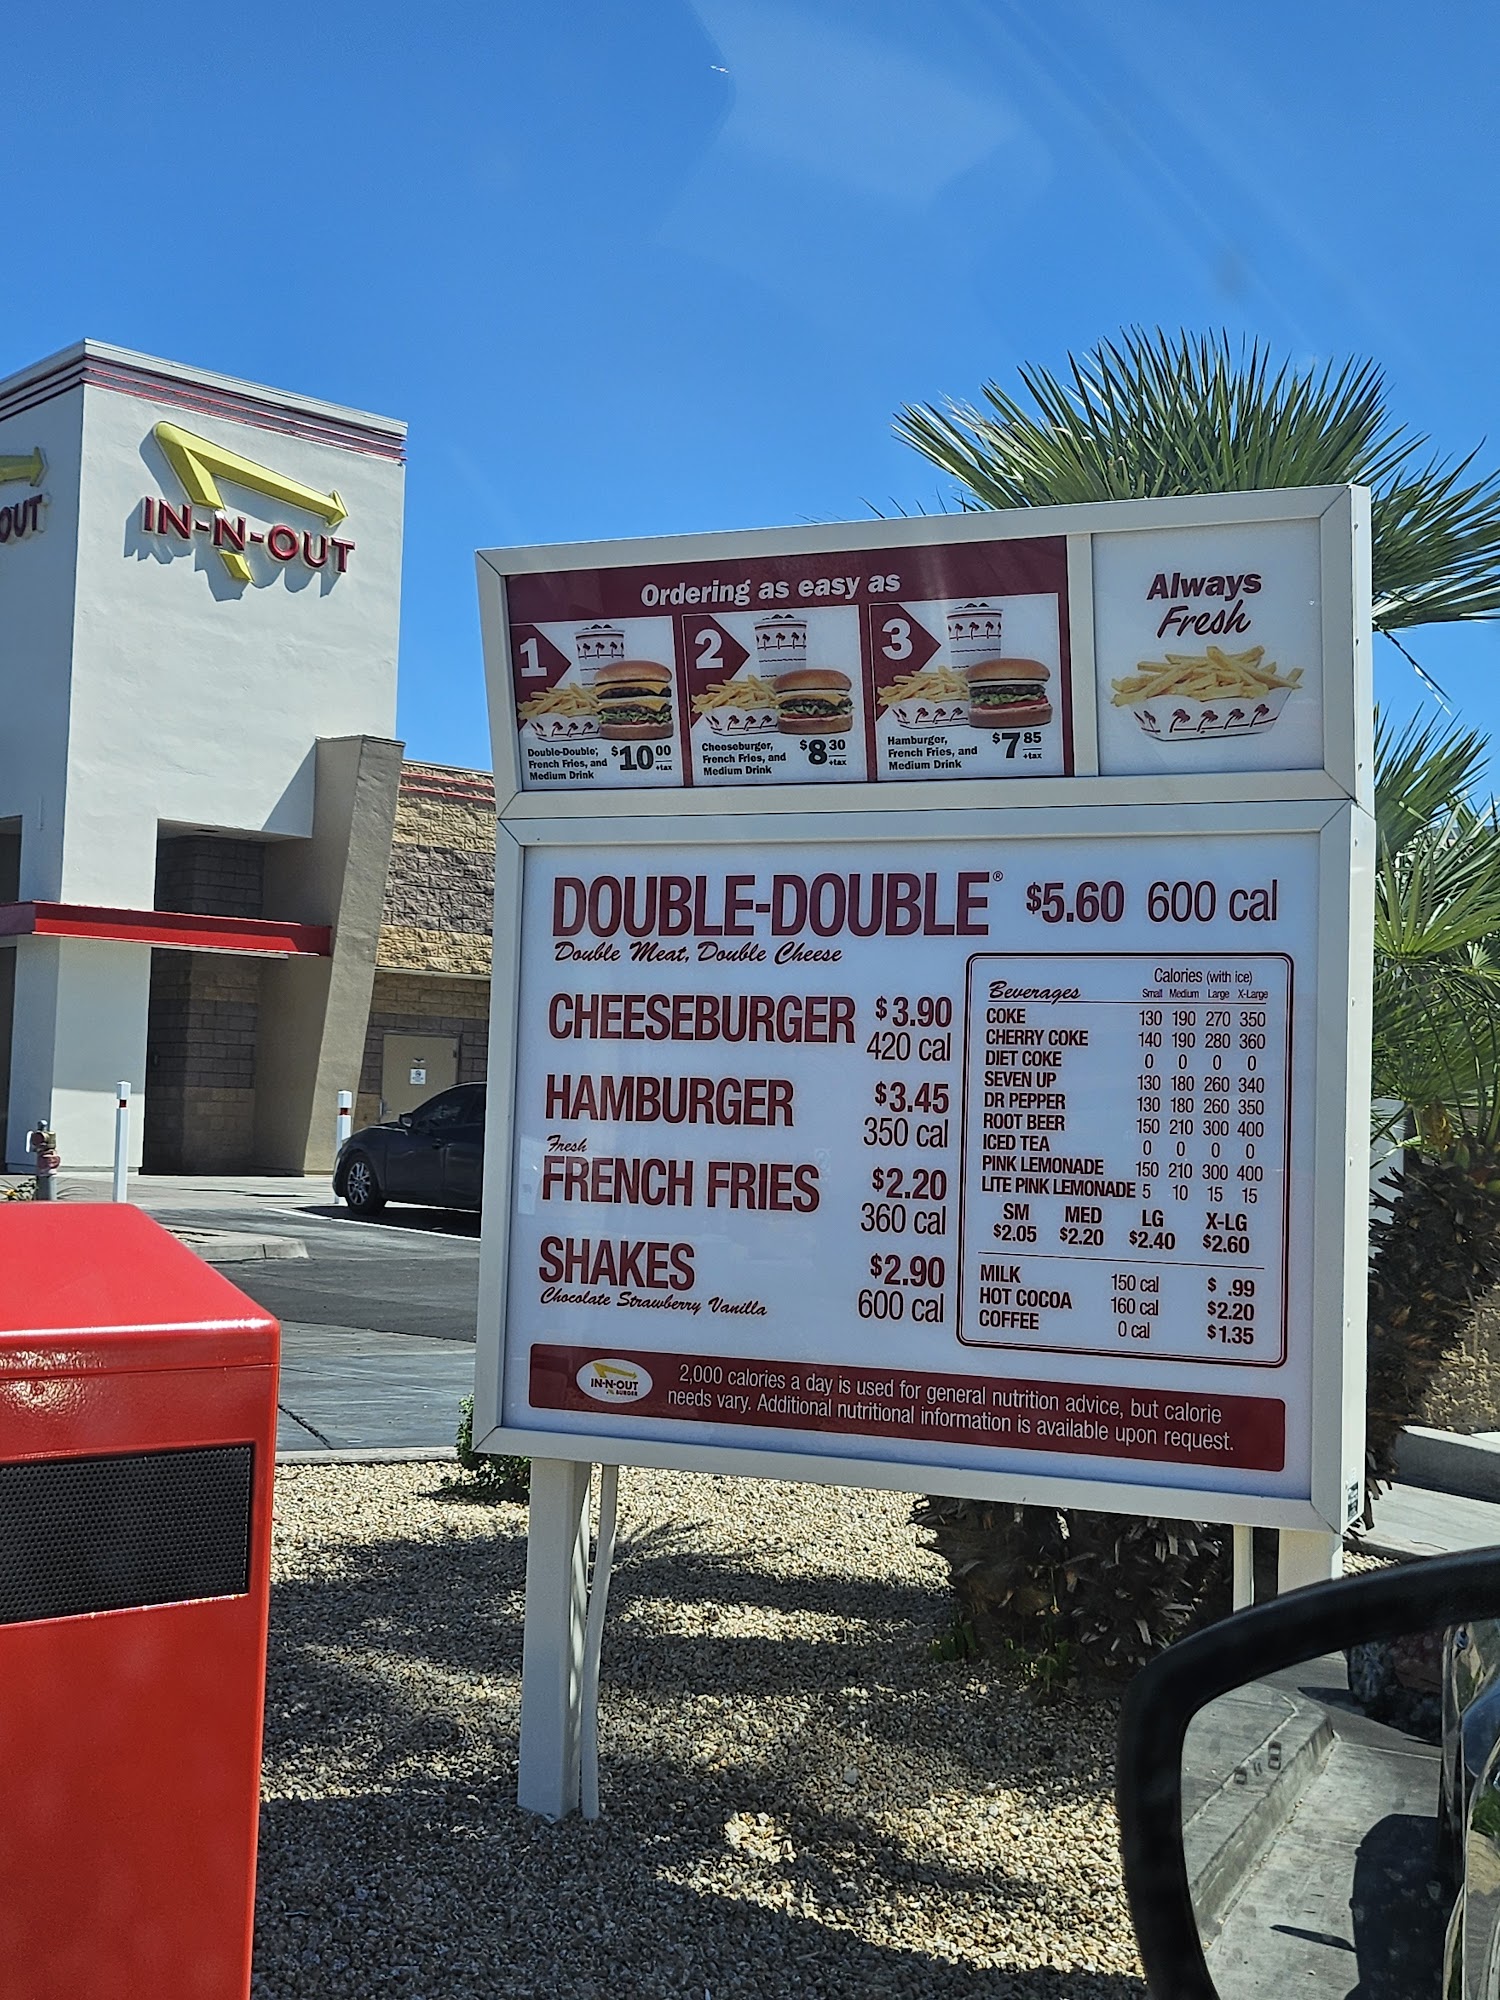 IN-N-OUT
OUT
Ordering as easy as
1
Double-Double,
French Fries, and
Medium Drink
$10 00 +tax
2
Cheeseburger,
French Fries, and
Medium Drink
$8 30 +tax
3
Hamburger,
French Fries, and
Medium Drink
$7 85 +tax
Always
Fresh
DOUBLE-DOUBLE® $5.60 600 cal
Double Meat, Double Cheese
CHEESEBURGER $3.90
420 cal
HAMBURGER $3.45
350 cal
Fresh
FRENCH FRIES $2.20
360 cal
SHAKES $2.90
Chocolate Strawberry Vanilla 600 cal
Calories (with ice)
Beverages Small Medium Large X-Large
COKE 130 190 270 350
CHERRY COKE 140 190 280 360
DIET COKE 0 0 0 0
SEVEN UP 130 180 260 340
DR PEPPER 130 180 260 350
ROOT BEER 150 210 300 400
ICED TEA 0 0 0 0
PINK LEMONADE 150 210 300 400
LITE PINK LEMONADE 5 10 15 15
SM MED LG X-LG
$2.05 $2.20 $2.40 $2.60
MILK 150 cal $ .99
HOT COCOA 160 cal $2.20
COFFEE 0 cal $1.35
IN-N-OUT
BURGER
2,000 calories a day is used for general nutrition advice, but calorie
needs vary. Additional nutritional information is available upon request.